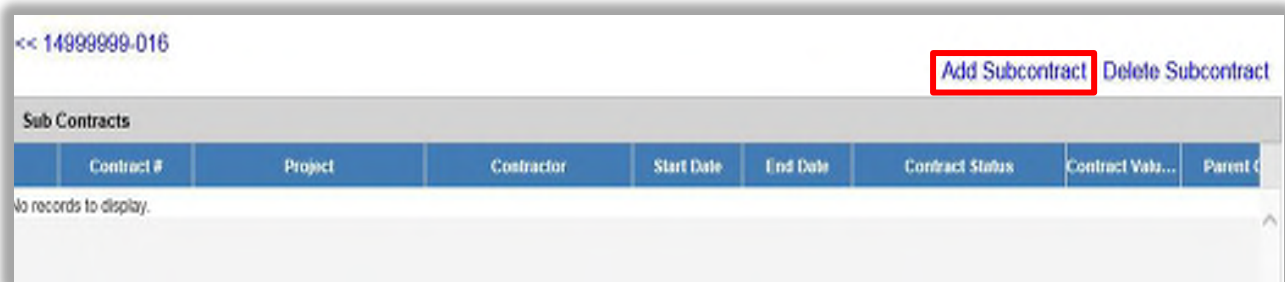 << 14999999-016
Add Subcontract Delete Subcontract
Sub Contracts
Contract # Project Contractor Start Date End Date Contract Status Contract Valu... Parent C
No records to display.